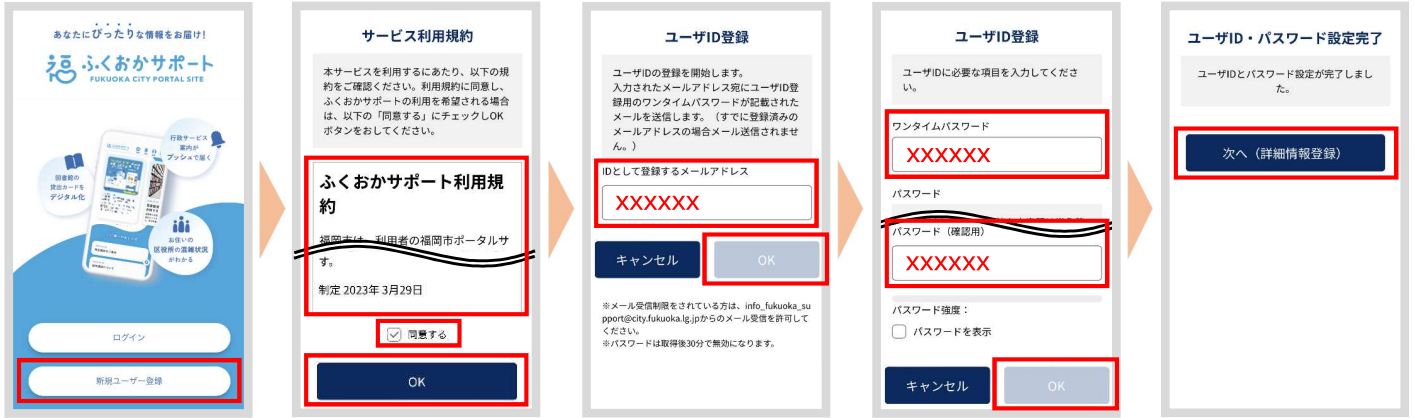 あなたにぴったりな情報をお届け！
福 ふくおかサポート
FUKUOKA CITY PORTAL SITE
行政サービス
案内が
プッシュで届く
図書館の
貸出カードを
デジタル化
お住いの
区役所の混雑状況
がわかる
ログイン
新規ユーザー登録
サービス利用規約
本サービスを利用するにあたり、以下の規
約をご確認ください。利用規約に同意し、
ふくおかサポートの利用を希望される場合
は、以下の「同意する」にチェックしOK
ボタンをおしてください。
ふくおかサポート利用規
約
福岡市は、利用者の福岡市ポータルサ
す。
制定 2023年 3月29日
同意する
OK
ユーザID登録
ユーザIDの登録を開始します。
入力されたメールアドレス宛にユーザID登
録用のワンタイムパスワードが記載された
メールを送信します。（すでに登録済みの
メールアドレスの場合メール送信されませ
ん。）
IDとして登録するメールアドレス
XXXXXX
キャンセル
OK
※メール受信制限をされている方は、info_fukuoka_su
pport@city.fukuoka.lg.jpからのメール受信を許可して
ください。
※パスワードは取得後30分で無効になります。
ユーザID登録
ユーザIDに必要な項目を入力してくださ
い。
ワンタイムパスワード
XXXXXX
パスワード
パスワード（確認用）
XXXXXX
パスワード強度：
パスワードを表示
キャンセル
OK
ユーザID・パスワード設定完了
ユーザIDとパスワード設定が完了しまし
た。
次へ（詳細情報登録）